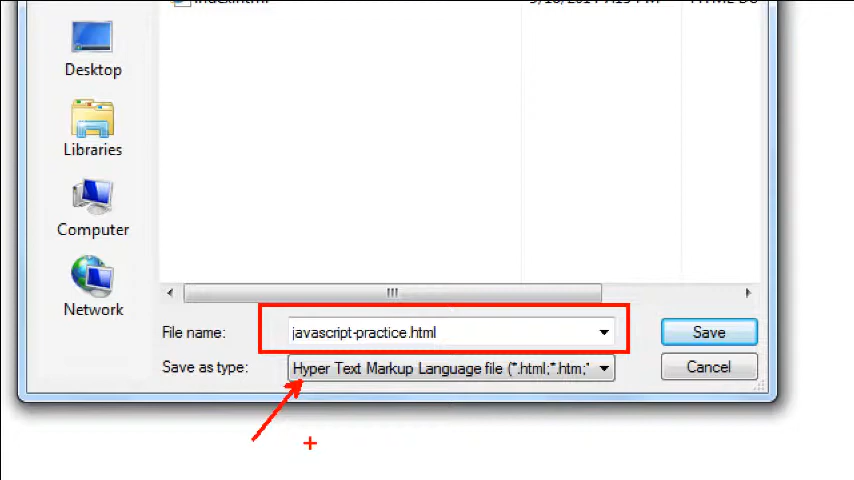 Desktop
Libraries
Computer
Network
File name:
javascript-practice.html
Save
Save as type:
Hyper Text Markup Language file (*.html;*.htm;*
Cancel